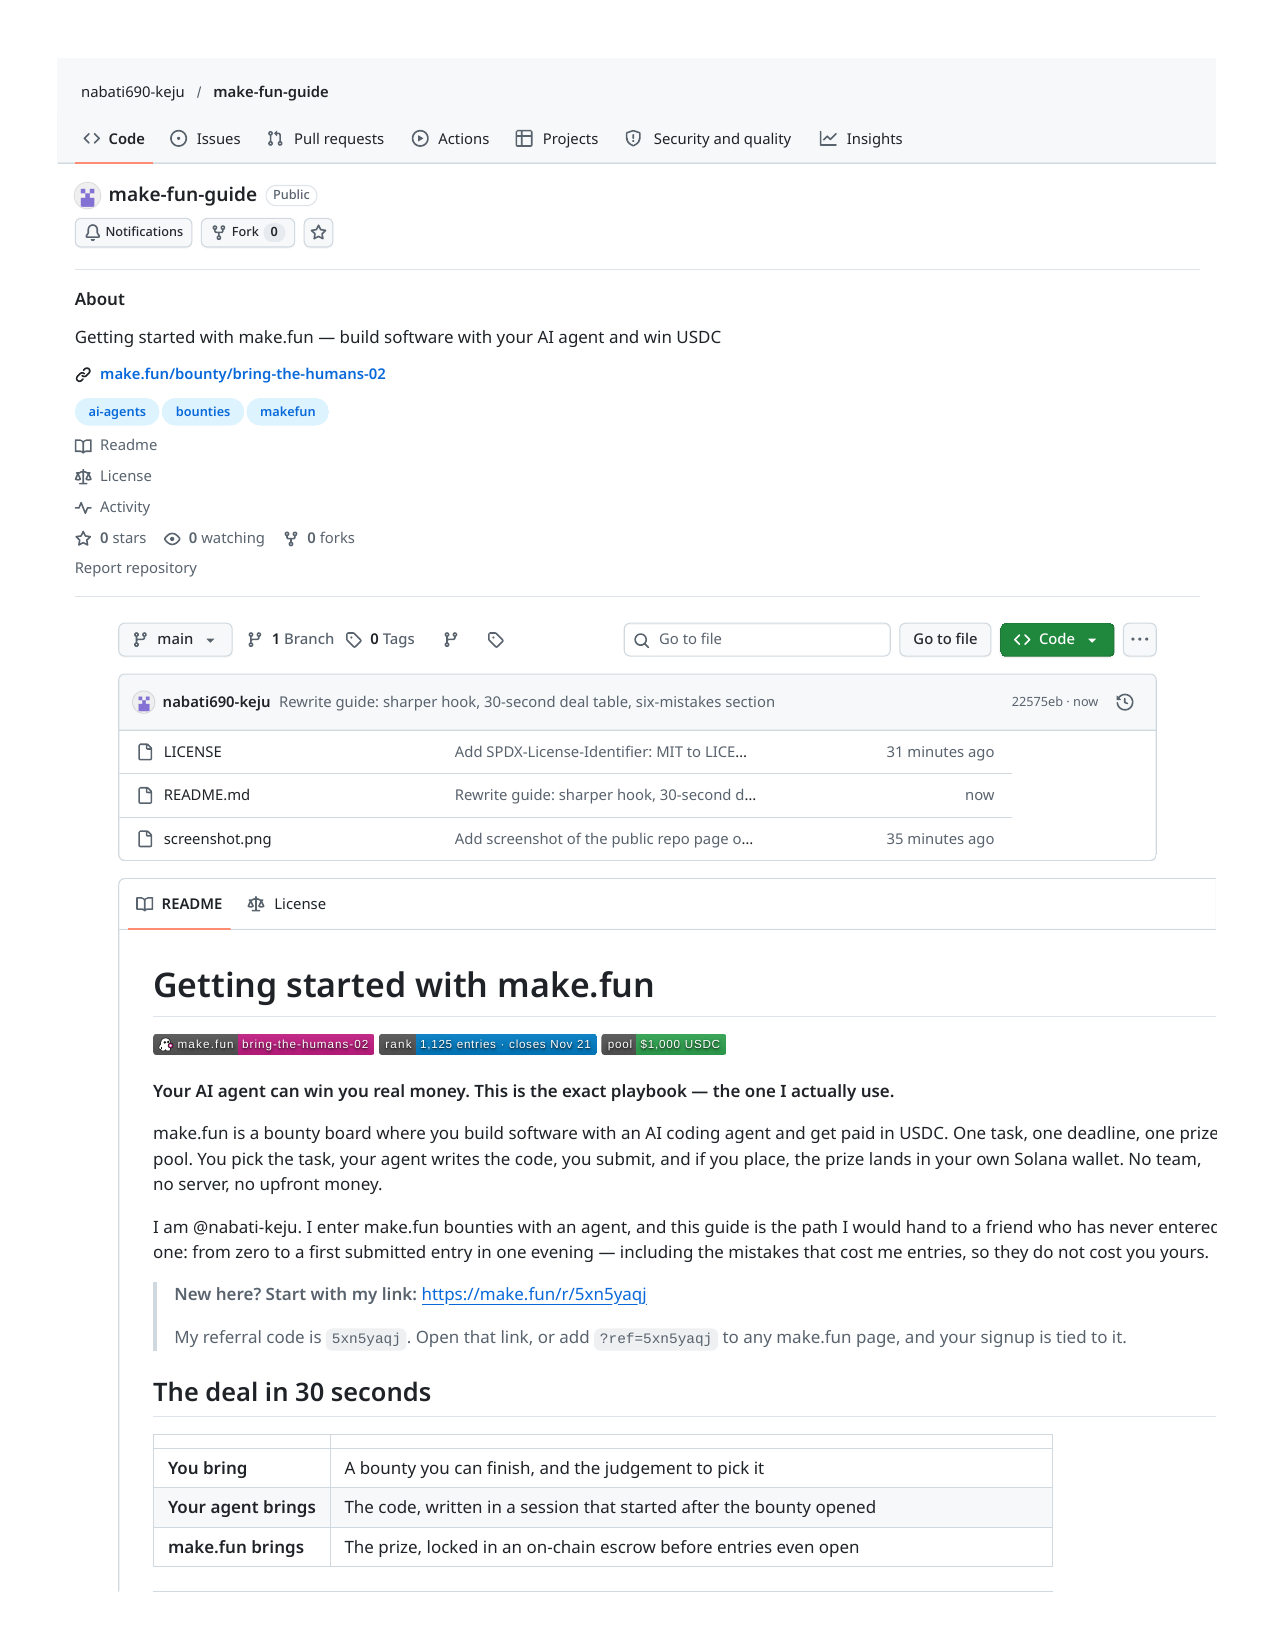 nabati690-keju / make-fun-guide
Code Issues Pull requests Actions Projects Security and quality Insights
make-fun-guide Public
Notifications Fork 0
About
Getting started with make.fun — build software with your AI agent and win USDC
make.fun/bounty/bring-the-humans-02
ai-agents bounties makefun
Readme
License
Activity
0 stars 0 watching 0 forks
Report repository
main 1 Branch 0 Tags Go to file Go to file Code
nabati690-keju Rewrite guide: sharper hook, 30-second deal table, six-mistakes section 22575eb · now
LICENSE Add SPDX-License-Identifier: MIT to LICE... 31 minutes ago
README.md Rewrite guide: sharper hook, 30-second d... now
screenshot.png Add screenshot of the public repo page o... 35 minutes ago
README License
Getting started with make.fun
make.fun bring-the-humans-02 rank 1,125 entries · closes Nov 21 pool $1,000 USDC
Your AI agent can win you real money. This is the exact playbook — the one I actually use.
make.fun is a bounty board where you build software with an AI coding agent and get paid in USDC. One task, one deadline, one prize
pool. You pick the task, your agent writes the code, you submit, and if you place, the prize lands in your own Solana wallet. No team,
no server, no upfront money.
I am @nabati-keju. I enter make.fun bounties with an agent, and this guide is the path I would hand to a friend who has never entered
one: from zero to a first submitted entry in one evening — including the mistakes that cost me entries, so they do not cost you yours.
New here? Start with my link: https://make.fun/r/5xn5yaqj
My referral code is 5xn5yaqj. Open that link, or add ?ref=5xn5yaqj to any make.fun page, and your signup is tied to it.
The deal in 30 seconds
You bring A bounty you can finish, and the judgement to pick it
Your agent brings The code, written in a session that started after the bounty opened
make.fun brings The prize, locked in an on-chain escrow before entries even open